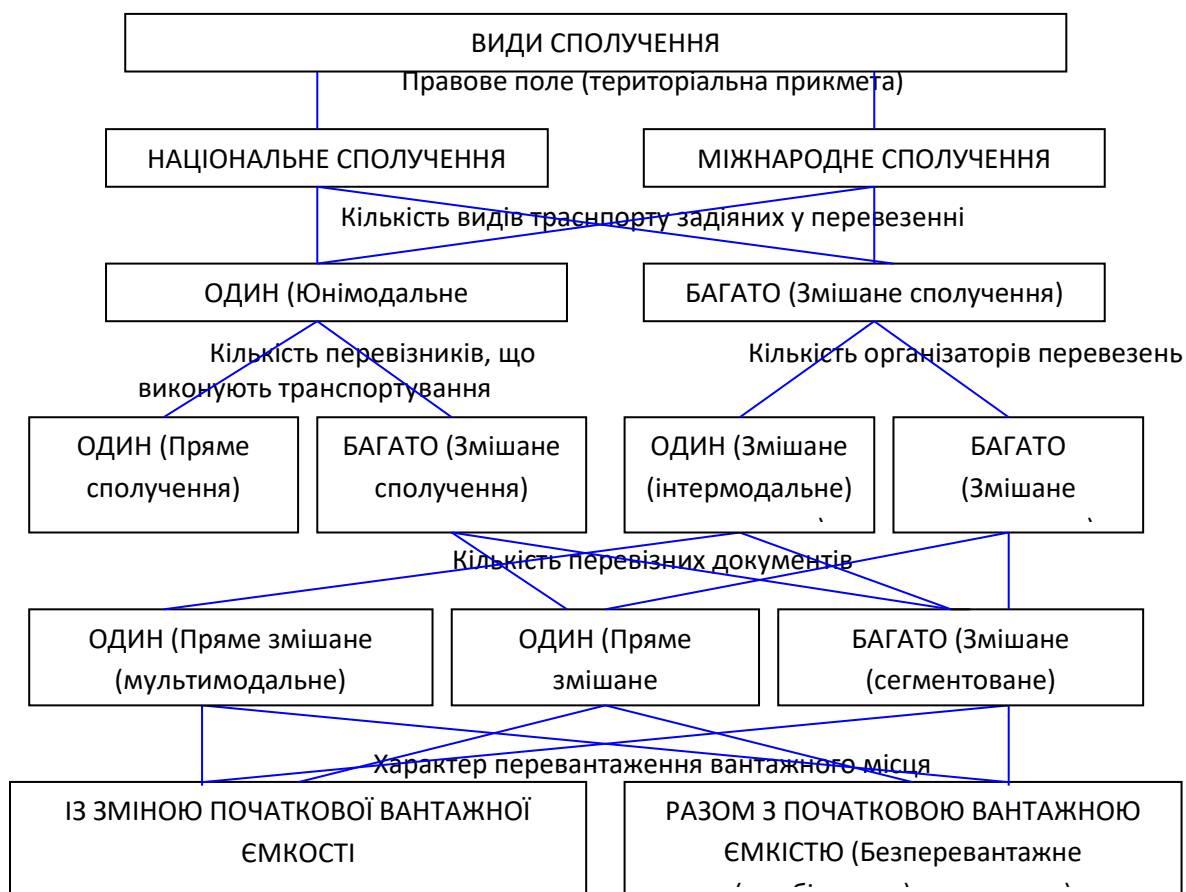 ВИДИ СПОЛУЧЕННЯ
Правове поле (територіальна прикмета)
НАЦІОНАЛЬНЕ СПОЛУЧЕННЯ
МІЖНАРОДНЕ СПОЛУЧЕННЯ
Кількість видів траснпорту задіяних у перевезенні
ОДИН (Юнімодальне
БАГАТО (Змішане сполучення)
Кількість перевізників, що
виконують транспортування
Кількість організаторів перевезень
ОДИН (Пряме
сполучення)
БАГАТО (Змішане
сполучення)
ОДИН (Змішане
(інтермодальне)
БАГАТО
(Змішане
Кількість перевізних документів
ОДИН (Пряме змішане
(мультимодальне)
ОДИН (Пряме
змішане
БАГАТО (Змішане
(сегментоване)
Характер перевантаження вантажного місця
ІЗ ЗМІНОЮ ПОЧАТКОВОЇ ВАНТАЖНОЇ
ЄМКОСТІ
РАЗОМ З ПОЧАТКОВОЮ ВАНТАЖНОЮ
ЄМКІСТЮ (Безперевантажне